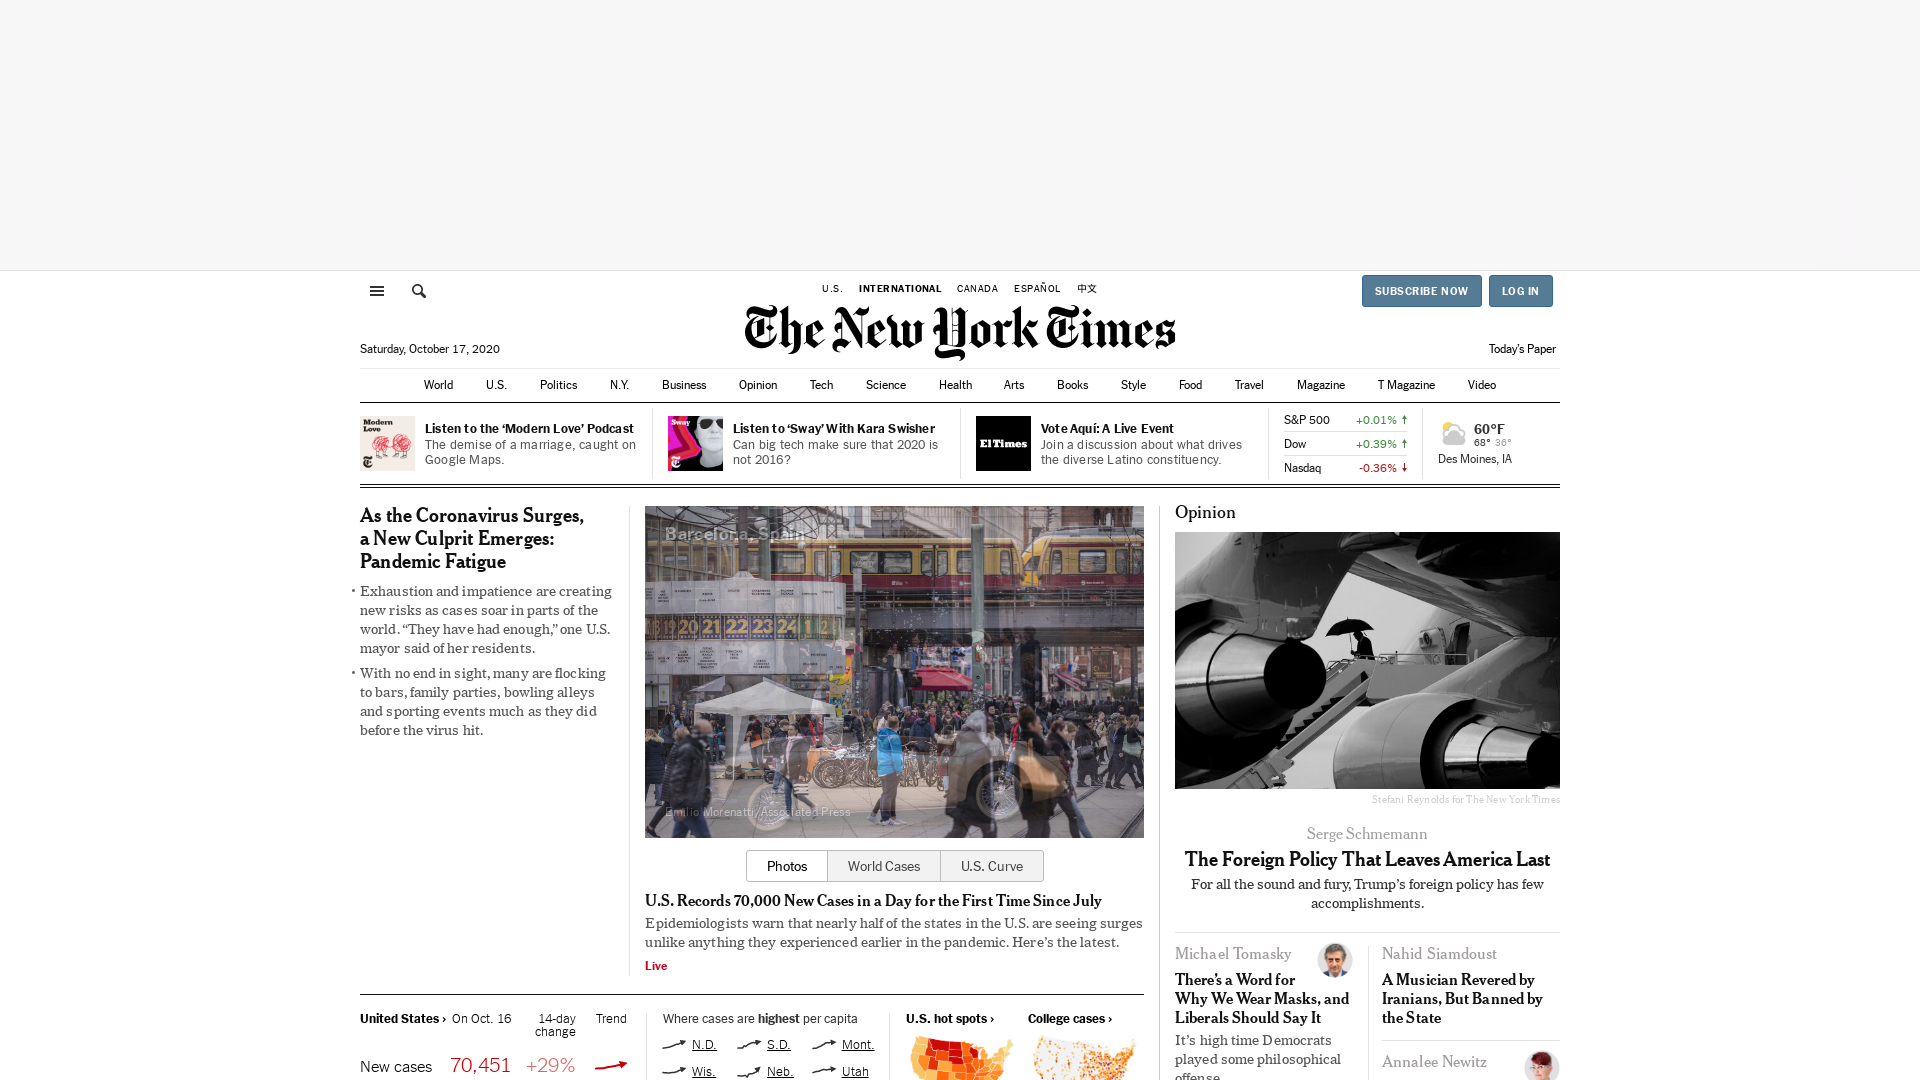 U.S.
INTERNATIONAL
CANADA
ESPAÑOL
中文
SUBSCRIBE NOW
LOG IN
The New York Times
Saturday, October 17, 2020
Today's Paper
World
U.S.
Politics
N.Y.
Business
Opinion
Tech
Science
Health
Arts
Books
Style
Food
Travel
Magazine
T Magazine
Video
Modern
Love
Listen to the ‘Modern Love’ Podcast
The demise of a marriage, caught on
Google Maps.
Sway
Listen to ‘Sway’ With Kara Swisher
Can big tech make sure that 2020 is
not 2016?
El Times
Vote Aquí: A Live Event
Join a discussion about what drives
the diverse Latino constituency.
S&P 500 +0.01%
Dow +0.39%
Nasdaq -0.36%
60°F
68° 36°
Des Moines, IA
As the Coronavirus Surges,
a New Culprit Emerges:
Pandemic Fatigue
• Exhaustion and impatience are creating
new risks as cases soar in parts of the
world. “They have had enough,” one U.S.
mayor said of her residents.
• With no end in sight, many are flocking
to bars, family parties, bowling alleys
and sporting events much as they did
before the virus hit.
Barcelona, Spain
19 20 21 22 23 24 1 2
Emilio Morenatti/Associated Press
Photos
World Cases
U.S. Curve
U.S. Records 70,000 New Cases in a Day for the First Time Since July
Epidemiologists warn that nearly half of the states in the U.S. are seeing surges
unlike anything they experienced earlier in the pandemic. Here’s the latest.
Live
Opinion
Stefani Reynolds for The New York Times
Serge Schmemann
The Foreign Policy That Leaves America Last
For all the sound and fury, Trump’s foreign policy has few
accomplishments.
Michael Tomasky
There’s a Word for
Why We Wear Masks, and
Liberals Should Say It
It’s high time Democrats
played some philosophical
offense.
Nahid Siamdoust
A Musician Revered by
Iranians, But Banned by
the State
Annalee Newitz
United States › On Oct. 16
14-day
change
Trend
New cases 70,451 +29%
Where cases are highest per capita
N.D. S.D. Mont.
Wis. Neb. Utah
U.S. hot spots ›
College cases ›